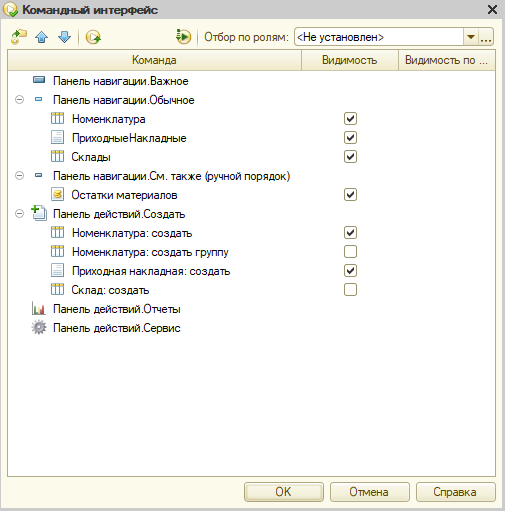 Командный интерфейс
Отбор по ролям: <Не установлен>
Команда Видимость Видимость по ...
Панель навигации.Важное
Панель навигации.Обычное
Номенклатура
ПриходныеНакладные
Склады
Панель навигации.См. также (ручной порядок)
Остатки материалов
Панель действий.Создать
Номенклатура: создать
Номенклатура: создать группу
Приходная накладная: создать
Склад: создать
Панель действий.Отчеты
Панель действий.Сервис
OK Отмена Справка